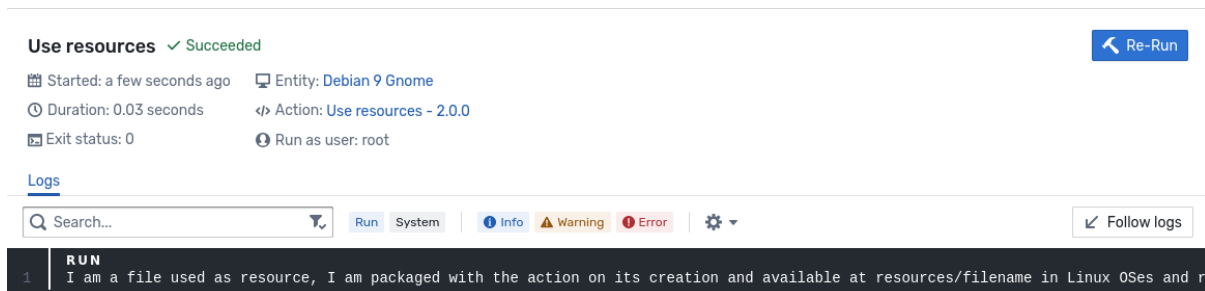 Use resources Succeeded
Re-Run
Started: a few seconds ago Entity: Debian 9 Gnome
Duration: 0.03 seconds Action: Use resources - 2.0.0
Exit status: 0 Run as user: root
Logs
Search... Run System Info Warning Error Follow logs
RUN
1 I am a file used as resource, I am packaged with the action on its creation and available at resources/filename in Linux OSes and